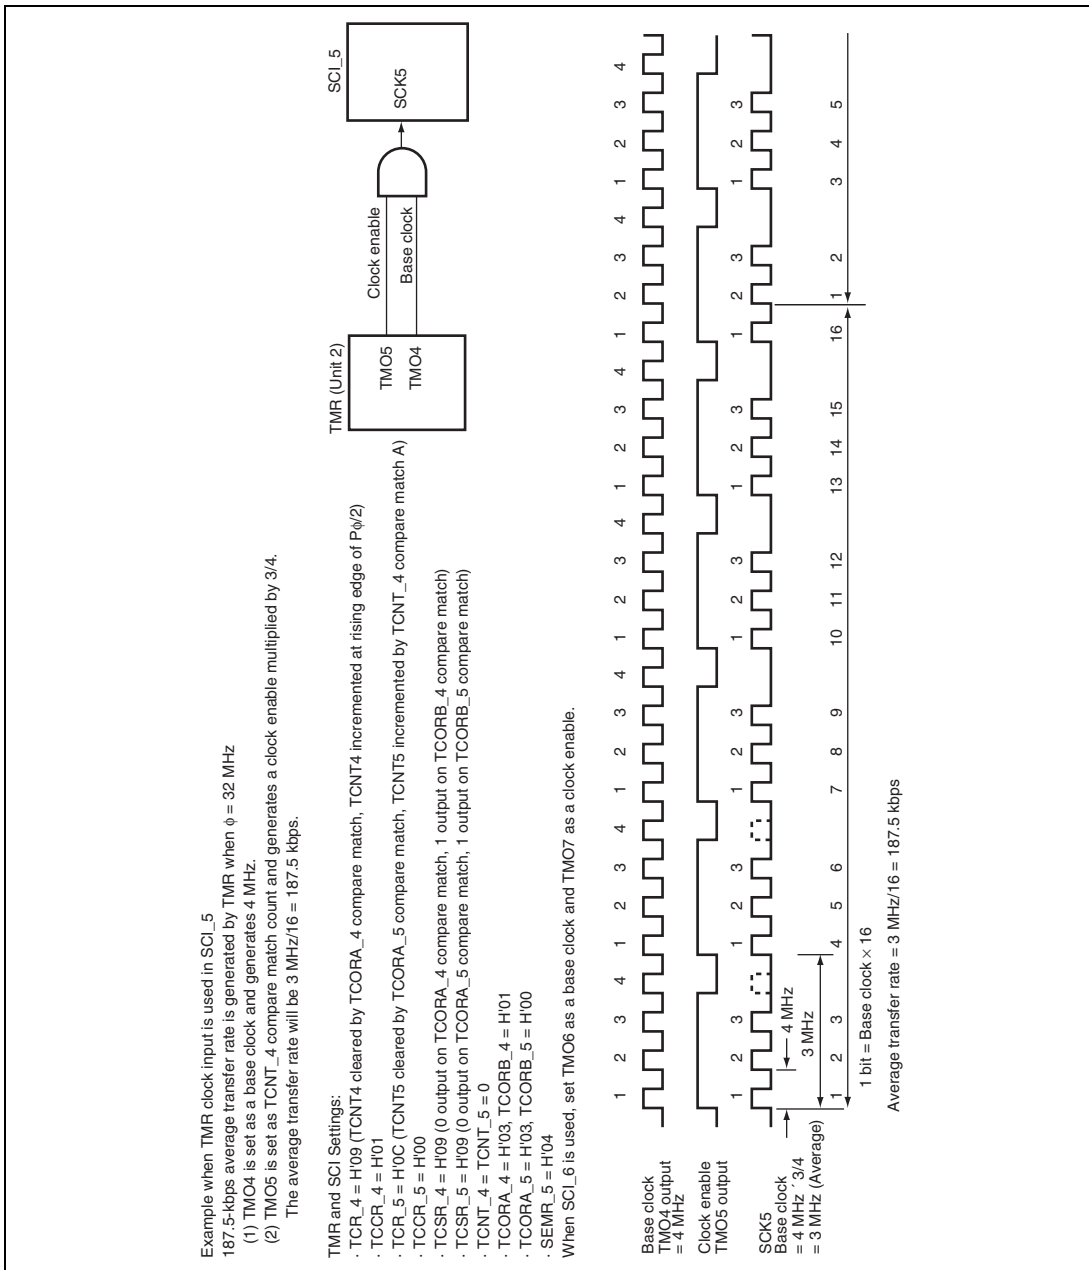 Example when TMR clock input is used in SCI_5
187.5-kbps average transfer rate is generated by TMR when ϕ = 32 MHz
(1) TMO4 is set as a base clock and generates 4 MHz.
(2) TMO5 is set as TCNT_4 compare match count and generates a clock enable multiplied by 3/4.
The average transfer rate will be 3 MHz/16 = 187.5 kbps.
TMR and SCI Settings:
· TCR_4 = H'09 (TCNT4 cleared by TCORA_4 compare match, TCNT4 incremented at rising edge of Pϕ/2)
· TCCR_4 = H'01
· TCR_5 = H'0C (TCNT5 cleared by TCORA_5 compare match, TCNT5 incremented by TCNT_4 compare match A)
· TCCR_5 = H'00
· TCSR_4 = H'09 (0 output on TCORA_4 compare match, 1 output on TCORB_4 compare match)
· TCSR_5 = H'09 (0 output on TCORA_5 compare match, 1 output on TCORB_5 compare match)
· TCNT_4 = TCNT_5 = 0
· TCORA_4 = H'03, TCORB_4 = H'01
· TCORA_5 = H'03, TCORB_5 = H'00
· SEMR_5 = H'04
When SCI_6 is used, set TMO6 as a base clock and TMO7 as a clock enable.
TMR (Unit 2)
TMO5
TMO4
Clock enable
Base clock
SCI_5
SCK5
1 2 3 4 1 2 3 4 1 2 3 4 1 2 3 4 1 2 3 4 1 2 3 4 1 2 3 4
Base clock
TMO4 output
= 4 MHz
Clock enable
TMO5 output
1 2 3 1 2 3 1 2 3 1 2 3 1 2 3 1 2 3 1 2 3
SCK5
Base clock
= 4 MHz ´ 3/4
= 3 MHz (Average)
4 MHz
3 MHz
1 2 3 4 5 6 7 8 9 10 11 12 13 14 15 16 1 2 3 4 5
1 bit = Base clock × 16
Average transfer rate = 3 MHz/16 = 187.5 kbps